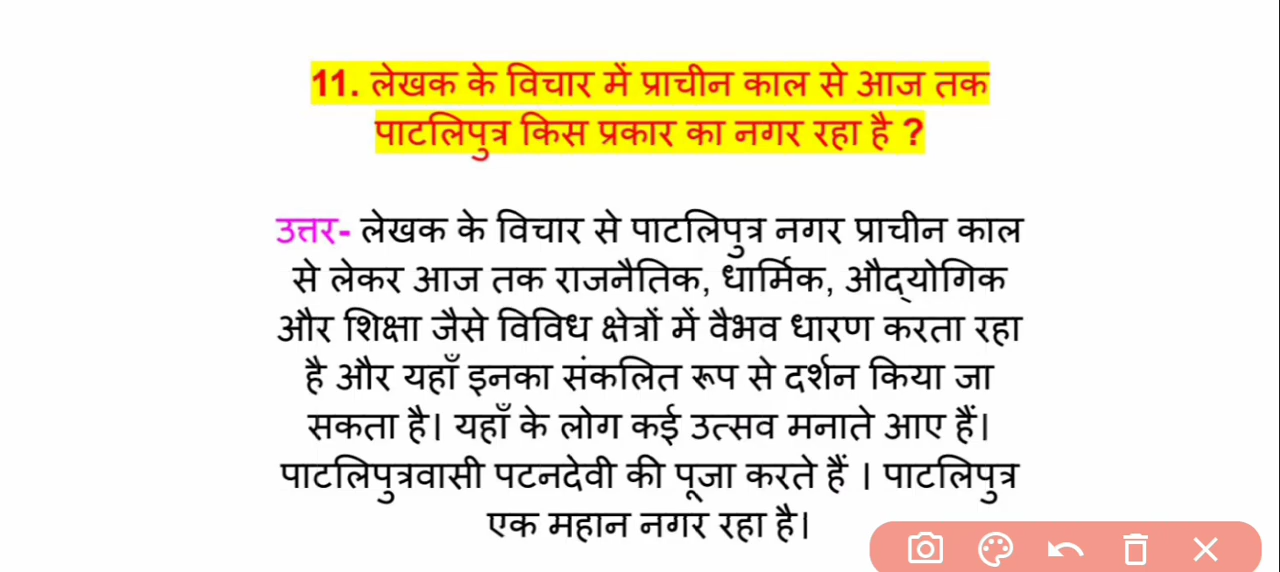 11. लेखक के विचार में प्राचीन काल से आज तक
पाटलिपुत्र किस प्रकार का नगर रहा है ?
उत्तर- लेखक के विचार से पाटलिपुत्र नगर प्राचीन काल
से लेकर आज तक राजनैतिक, धार्मिक, औद्‌योगिक
और शिक्षा जैसे विविध क्षेत्रों में वैभव धारण करता रहा
है और यहाँ इनका संकलित रूप से दर्शन किया जा
सकता है। यहाँ के लोग कई उत्सव मनाते आए हैं।
पाटलिपुत्रवासी पटनदेवी की पूजा करते हैं । पाटलिपुत्र
एक महान नगर रहा है।